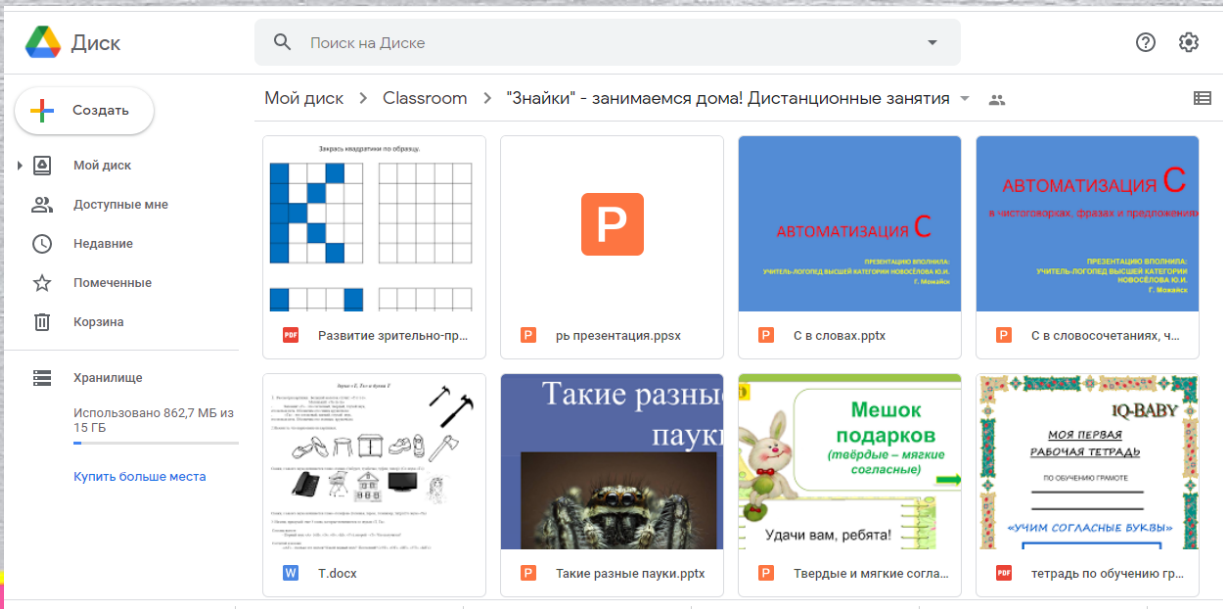 Диск
Поиск на Диске
Создать
Мой диск > Classroom > "Знайки" - занимаемся дома! Дистанционные занятия
Мой диск
Доступные мне
Недавние
Помеченные
Корзина
Хранилище
Использовано 862,7 МБ из
15 ГБ
Купить больше места
Закрась квадратики по образцу.
PDF Развитие зрительно-пр...
P
P рь презентация.ppsx
АВТОМАТИЗАЦИЯ С
ПРЕЗЕНТАЦИЮ ВПОЛНИЛА:
УЧИТЕЛЬ-ЛОГОПЕД ВЫСШЕЙ КАТЕГОРИИ НОВОСЁЛОВА Ю.И.
Г. Можайск
P С в словах.pptx
АВТОМАТИЗАЦИЯ С
в чистоговорках, фразах и предложениях
ПРЕЗЕНТАЦИЮ ВПОЛНИЛА:
УЧИТЕЛЬ-ЛОГОПЕД ВЫСШЕЙ КАТЕГОРИИ
НОВОСЁЛОВА Ю.И.
Г. Можайск
P С в словосочетаниях, ч...
W Т.docx
Такие разны
пауки
P Такие разные пауки.pptx
Мешок
подарков
(твёрдые – мягкие
согласные)
Удачи вам, ребята!
P Твердые и мягкие согла...
IQ-BABY
МОЯ ПЕРВАЯ
РАБОЧАЯ ТЕТРАДЬ
ПО ОБУЧЕНИЮ ГРАМОТЕ
«УЧИМ СОГЛАСНЫЕ БУКВЫ»
PDF тетрадь по обучению гр...